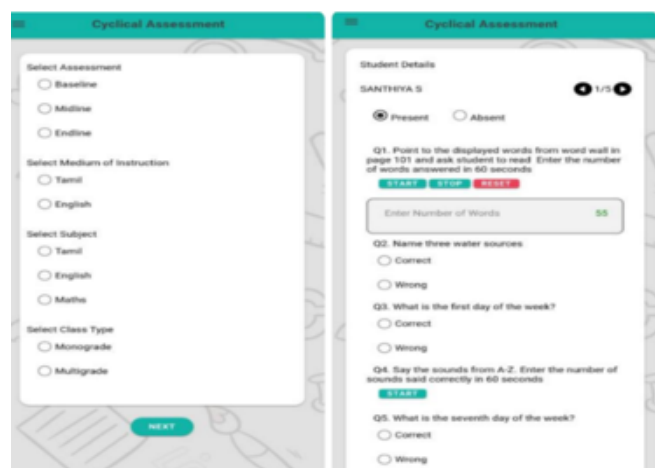 Cyclical Assessment
Select Assessment
Baseline
Midline
Endline
Select Medium of Instruction
Tamil
English
Select Subject
Tamil
English
Maths
Select Class Type
Monograde
Multigrade
NEXT
Cyclical Assessment
Student Details
SANTHIYA S
1/5
Present
Absent
Q1. Point to the displayed words from word wall in
page 101 and ask student to read Enter the number
of words answered in 60 seconds
START STOP RESET
Enter Number of Words 55
Q2. Name three water sources
Correct
Wrong
Q3. What is the first day of the week?
Correct
Wrong
Q4. Say the sounds from A-Z. Enter the number of
sounds said correctly in 60 seconds
START
Q5. What is the seventh day of the week?
Correct
Wrong